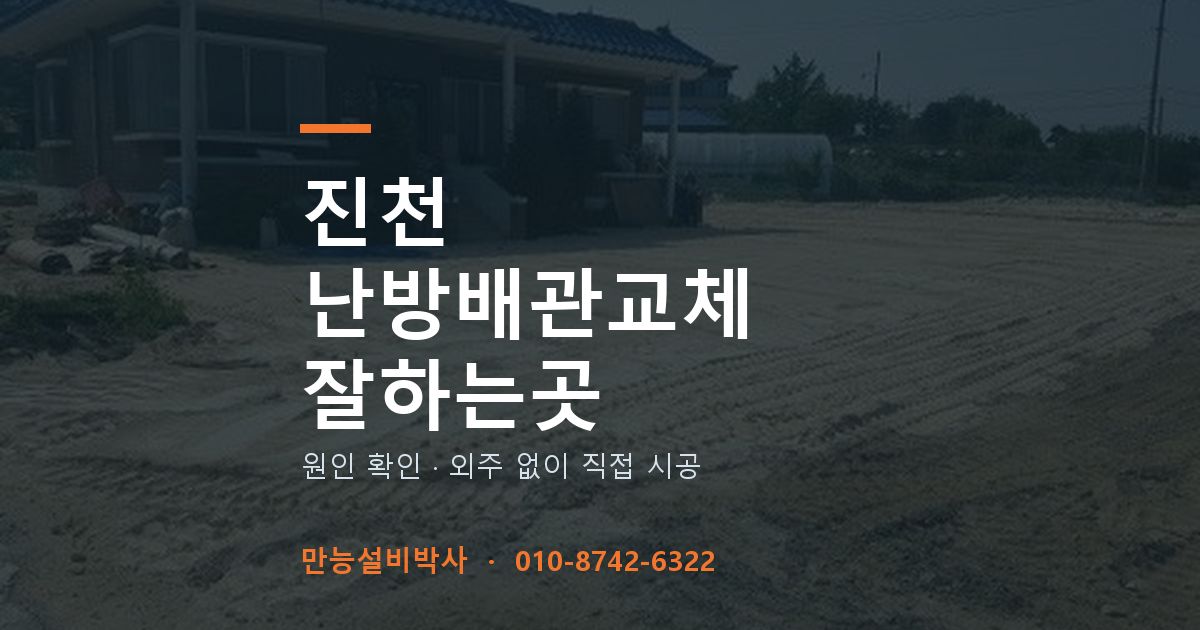 진천
난방배관교체
잘하는곳
원인 확인 · 외주 없이 직접 시공
만능설비박사 · 010-8742-6322